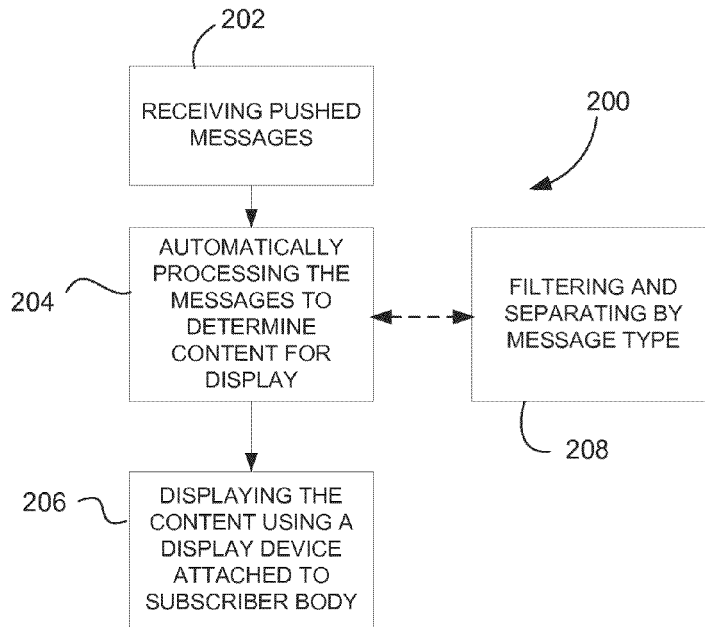 202
RECEIVING PUSHED
MESSAGES
200
204
AUTOMATICALLY
PROCESSING THE
MESSAGES TO
DETERMINE
CONTENT FOR
DISPLAY
FILTERING AND
SEPARATING BY
MESSAGE TYPE
208
206
DISPLAYING THE
CONTENT USING A
DISPLAY DEVICE
ATTACHED TO
SUBSCRIBER BODY